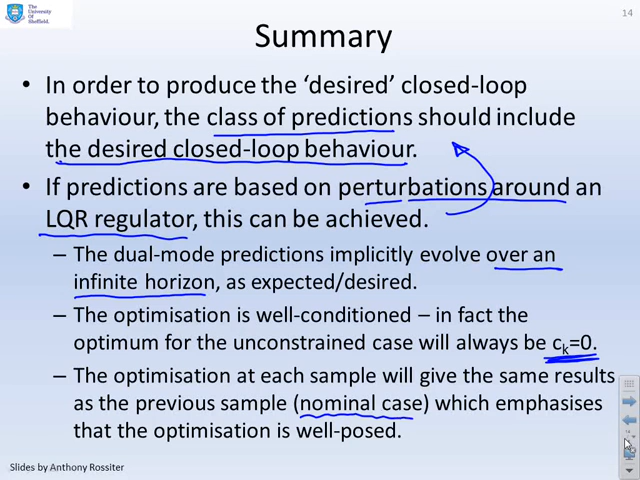 The
University
Of
Sheffield.
14
Summary
• In order to produce the ‘desired’ closed-loop
behaviour, the class of predictions should include
the desired closed-loop behaviour.
• If predictions are based on perturbations around an
LQR regulator, this can be achieved.
– The dual-mode predictions implicitly evolve over an
infinite horizon, as expected/desired.
– The optimisation is well-conditioned – in fact the
optimum for the unconstrained case will always be ck=0.
– The optimisation at each sample will give the same results
as the previous sample (nominal case) which emphasises
that the optimisation is well-posed.
Slides by Anthony Rossiter